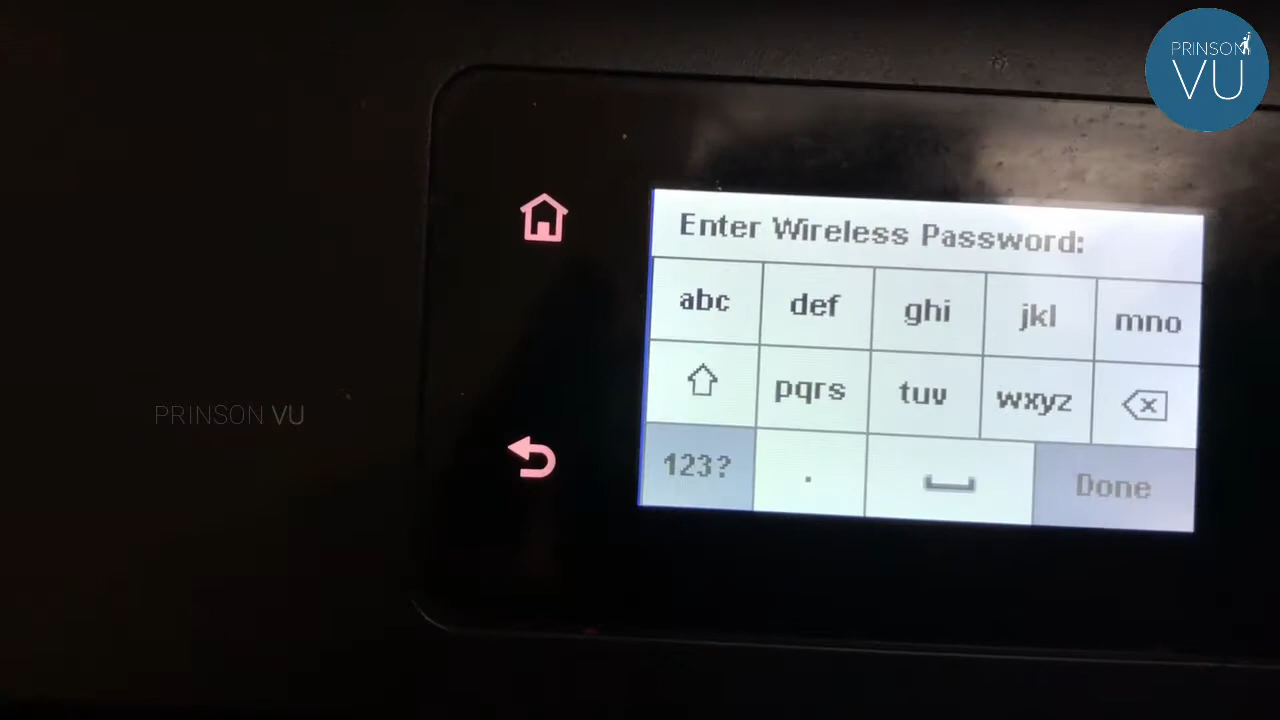 PRINSON
VU
Enter Wireless Password:
abc def ghi jkl mno
pqrs tuv wxyz
123? . Done
PRINSON VU